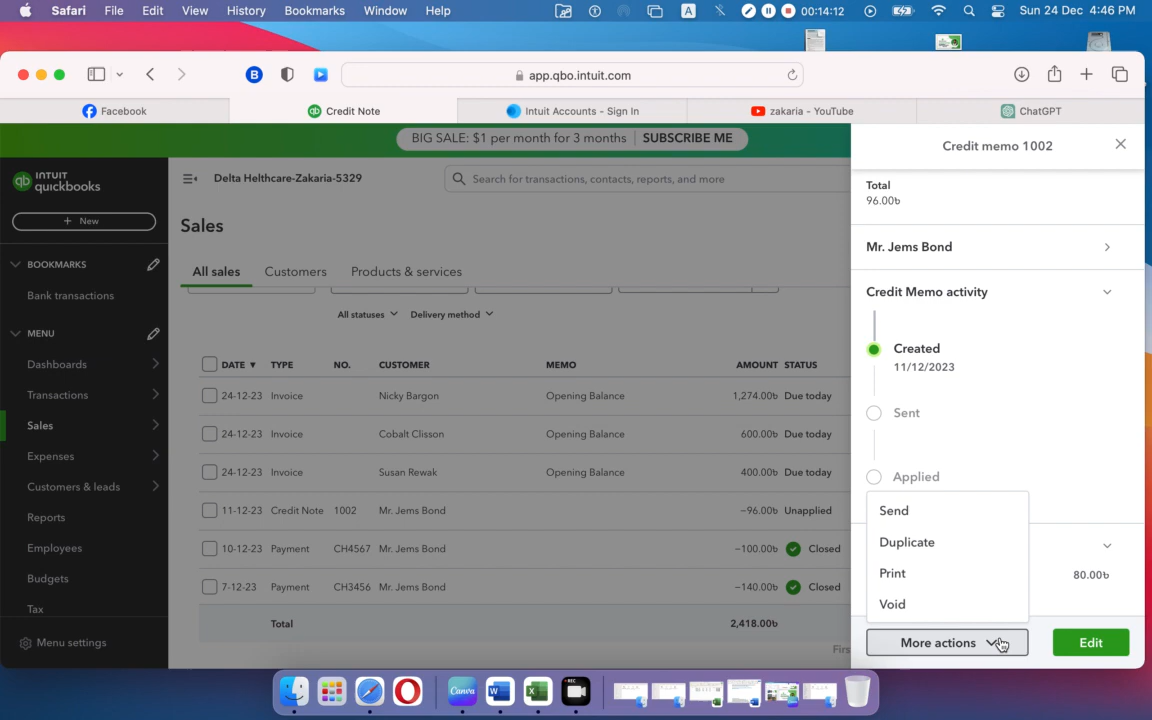 Safari File Edit View History Bookmarks Window Help A 00:14:12 Sun 24 Dec 4:46 PM
B app.qbo.intuit.com
Facebook Credit Note Intuit Accounts - Sign In zakaria - YouTube ChatGPT
BIG SALE: $1 per month for 3 months SUBSCRIBE ME
INTUIT
quickbooks
+ New
BOOKMARKS
Bank transactions
MENU
Dashboards
Transactions
Sales
Expenses
Customers & leads
Reports
Employees
Budgets
Tax
Menu settings
Delta Helthcare-Zakaria-5329
Search for transactions, contacts, reports, and more
Sales
All sales Customers Products & services
All statuses Delivery method
DATE ▼ TYPE NO. CUSTOMER MEMO AMOUNT STATUS
24-12-23 Invoice Nicky Bargon Opening Balance 1,274.00৳ Due today
24-12-23 Invoice Cobalt Clisson Opening Balance 600.00৳ Due today
24-12-23 Invoice Susan Rewak Opening Balance 400.00৳ Due today
11-12-23 Credit Note 1002 Mr. Jems Bond −96.00৳ Unapplied
10-12-23 Payment CH4567 Mr. Jems Bond −100.00৳ Closed
7-12-23 Payment CH3456 Mr. Jems Bond −140.00৳ Closed
Total 2,418.00৳
Credit memo 1002
Total
96.00৳
Mr. Jems Bond
Credit Memo activity
Created
11/12/2023
Sent
Applied
Send
Duplicate
Print
Void
80.00৳
More actions
Edit
Canva W X REC